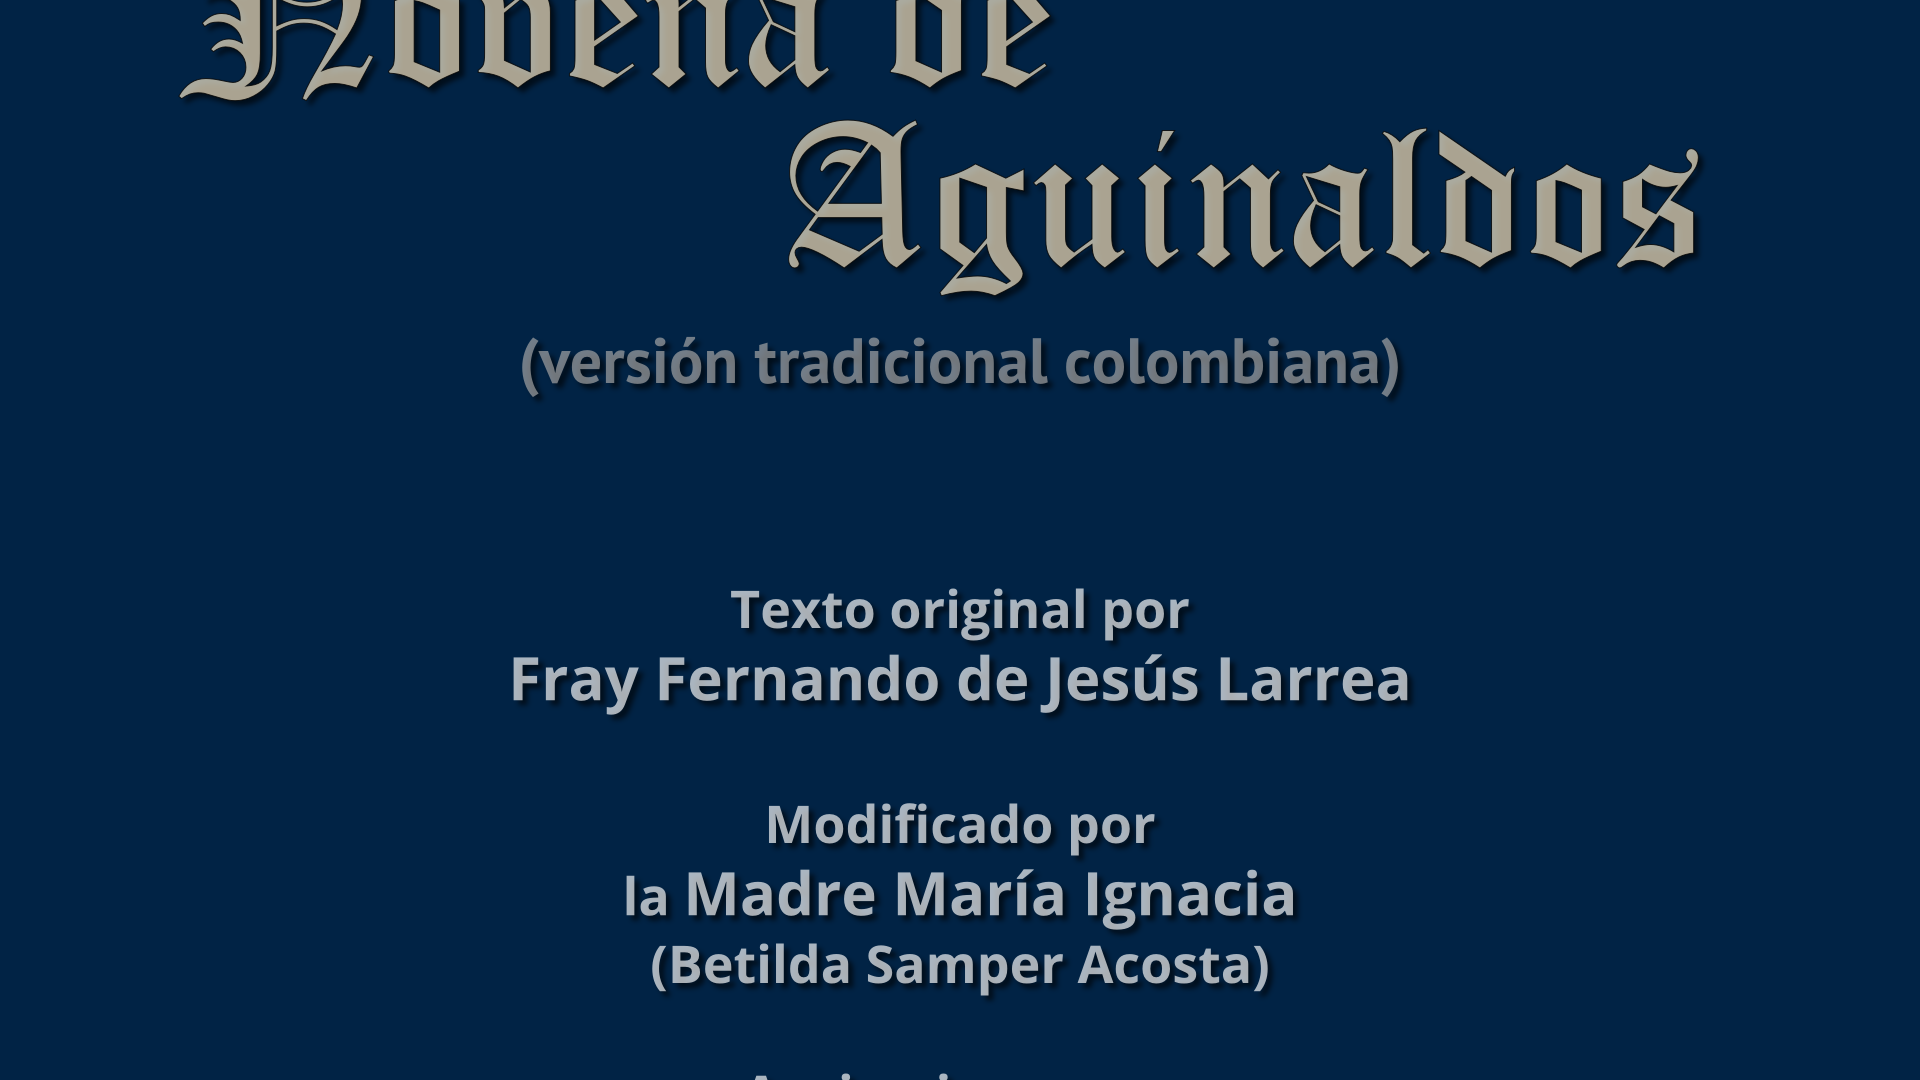 Novena de
Aguinaldos
(versión tradicional colombiana)
Texto original por
Fray Fernando de Jesús Larrea
Modificado por
la Madre María Ignacia
(Betilda Samper Acosta)